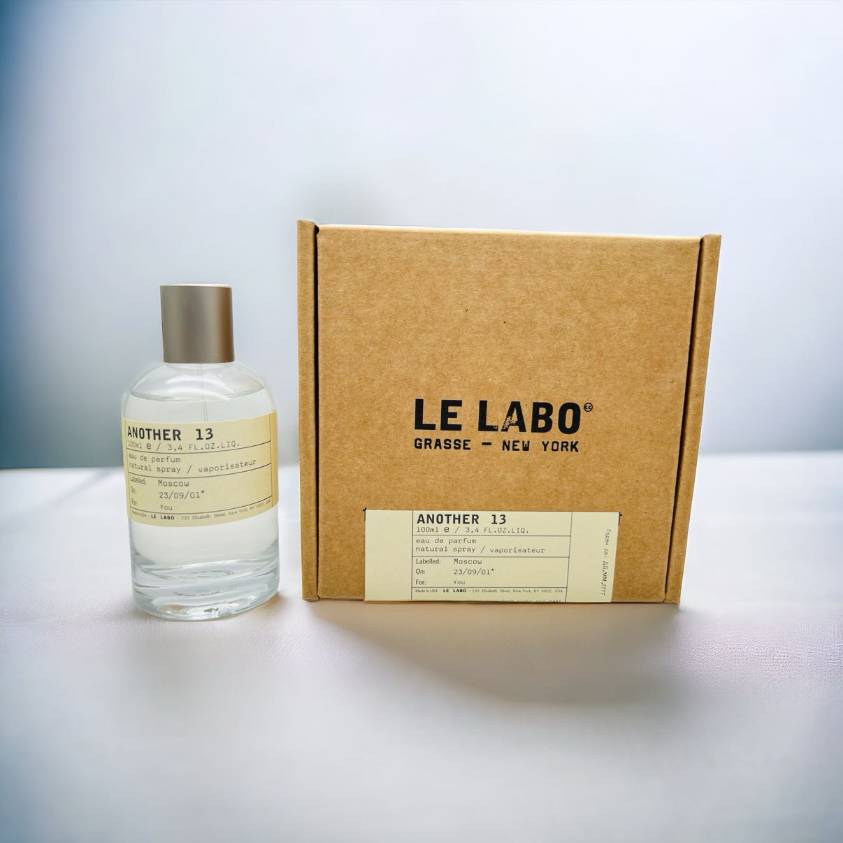 ANOTHER 13
100ml e / 3,4 FL.OZ.LIQ.
eau de parfum
natural spray / vaporisateur
Labelled: Moscow
On: 23/09/01*
For: You
LE LABO
LE LABO
GRASSE — NEW YORK
ANOTHER 13
100ml e / 3,4 FL.OZ.LIQ.
eau de parfum
natural spray / vaporisateur
Labelled: Moscow
On: 23/09/01*
For: You
Made in USA - LE LABO